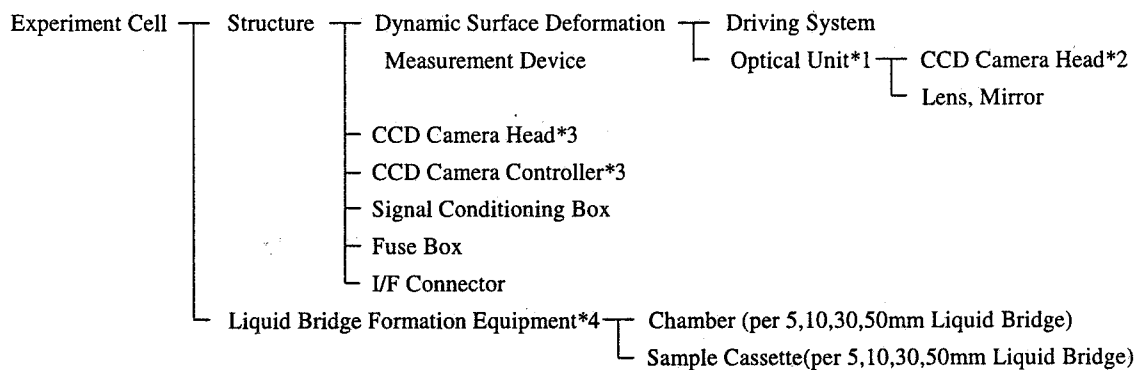 Experiment Cell Structure Dynamic Surface Deformation Driving System
Measurement Device Optical Unit*1 CCD Camera Head*2
Lens, Mirror
CCD Camera Head*3
CCD Camera Controller*3
Signal Conditioning Box
Fuse Box
I/F Connector
Liquid Bridge Formation Equipment*4 Chamber (per 5,10,30,50mm Liquid Bridge)
Sample Cassette(per 5,10,30,50mm Liquid Bridge)